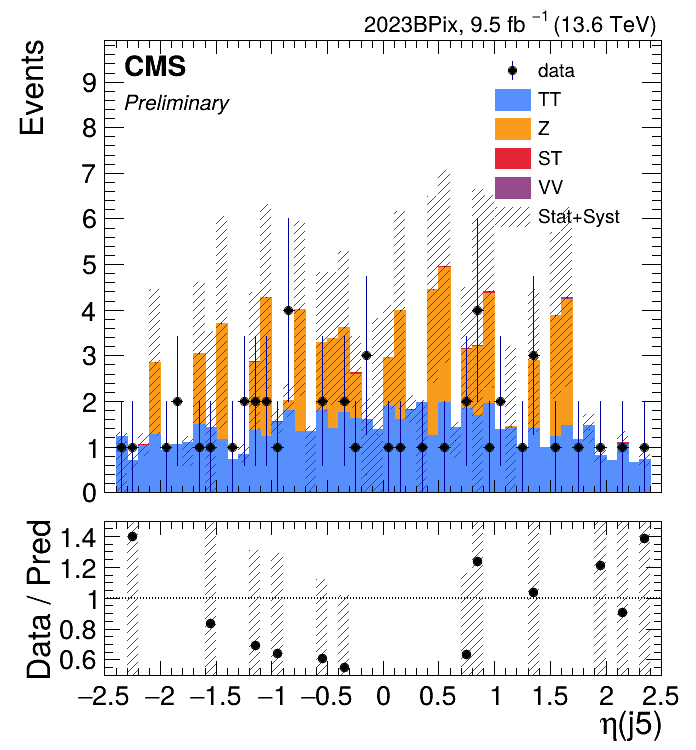 2023BPix, 9.5 fb⁻¹ (13.6 TeV)
Events
CMS
Preliminary
data
TT
Z
ST
VV
Stat+Syst
9
8
7
6
5
4
3
2
1
0
Data / Pred
1.4
1.2
1
0.8
0.6
−2.5 −2 −1.5 −1 −0.5 0 0.5 1 1.5 2 2.5
η(j5)